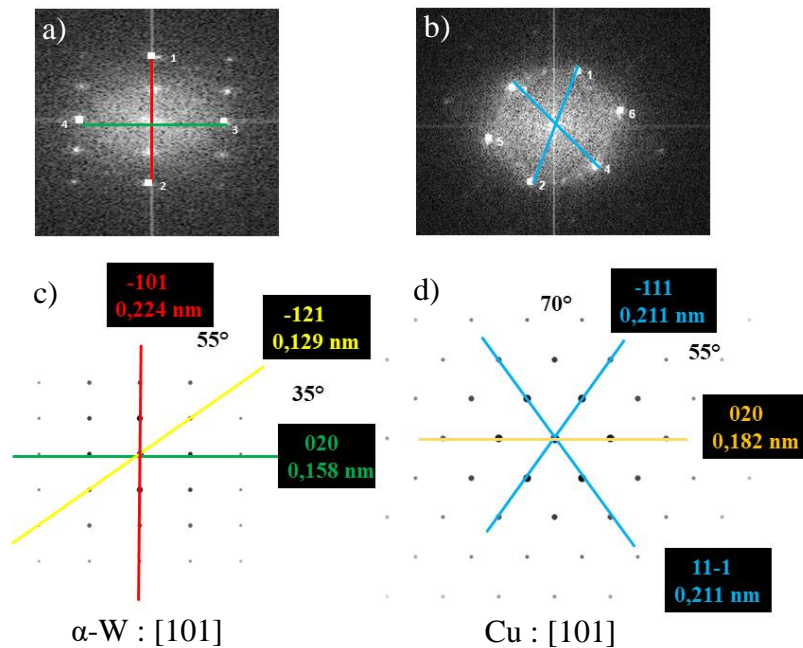 a)
1
4
3
2
b)
1
6
5
4
2
c)
-101
0,224 nm
55°
-121
0,129 nm
35°
020
0,158 nm
α-W : [101]
d)
70°
-111
0,211 nm
55°
020
0,182 nm
11-1
0,211 nm
Cu : [101]